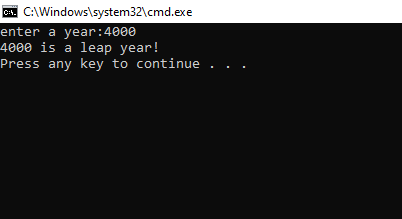 C:\Windows\system32\cmd.exe
enter a year:4000
4000 is a leap year!
Press any key to continue . . .